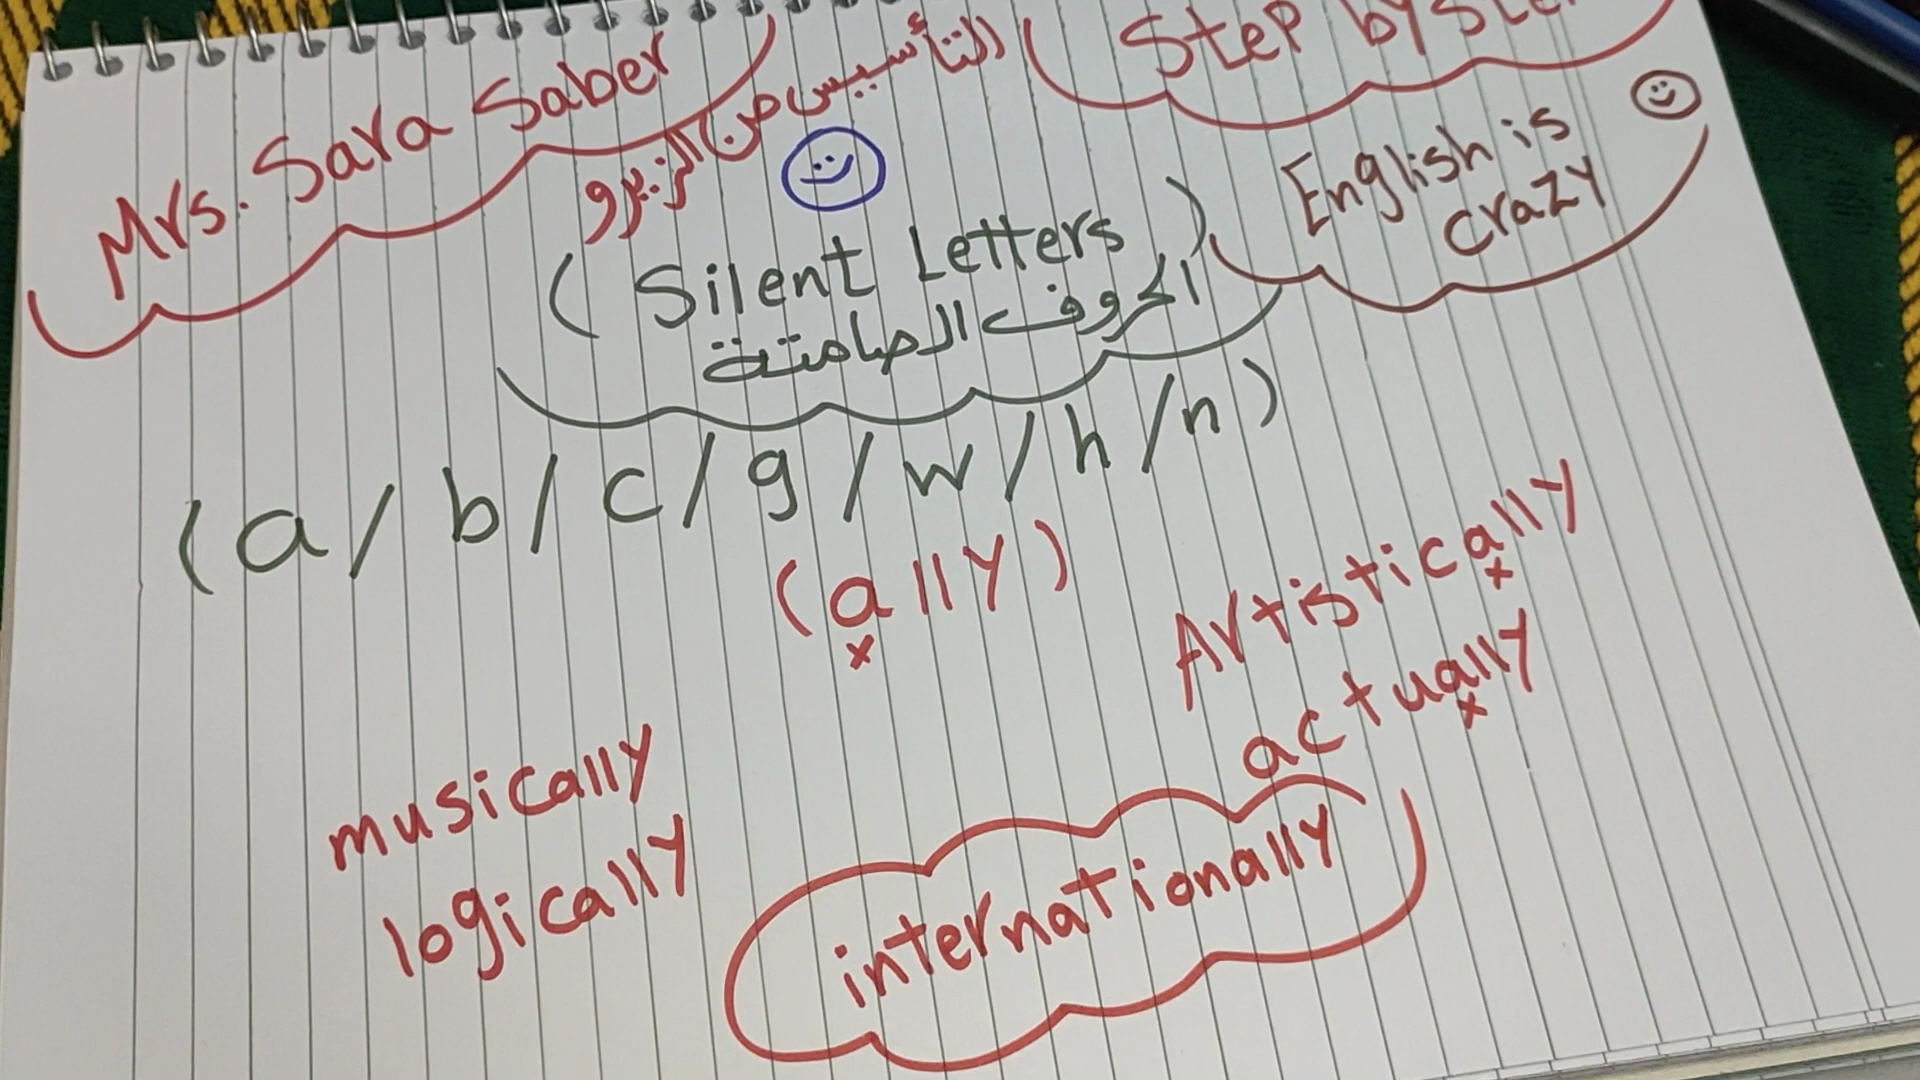 Mrs. Sara Saber
التأسيس من الزيرو
Step by Step
English is
crazy
(Silent Letters)
الحروف الصامتة
(a/b/c/g/w/h/n)
(ally)
x
Artistically
x
actually
x
musically
logically
internationally